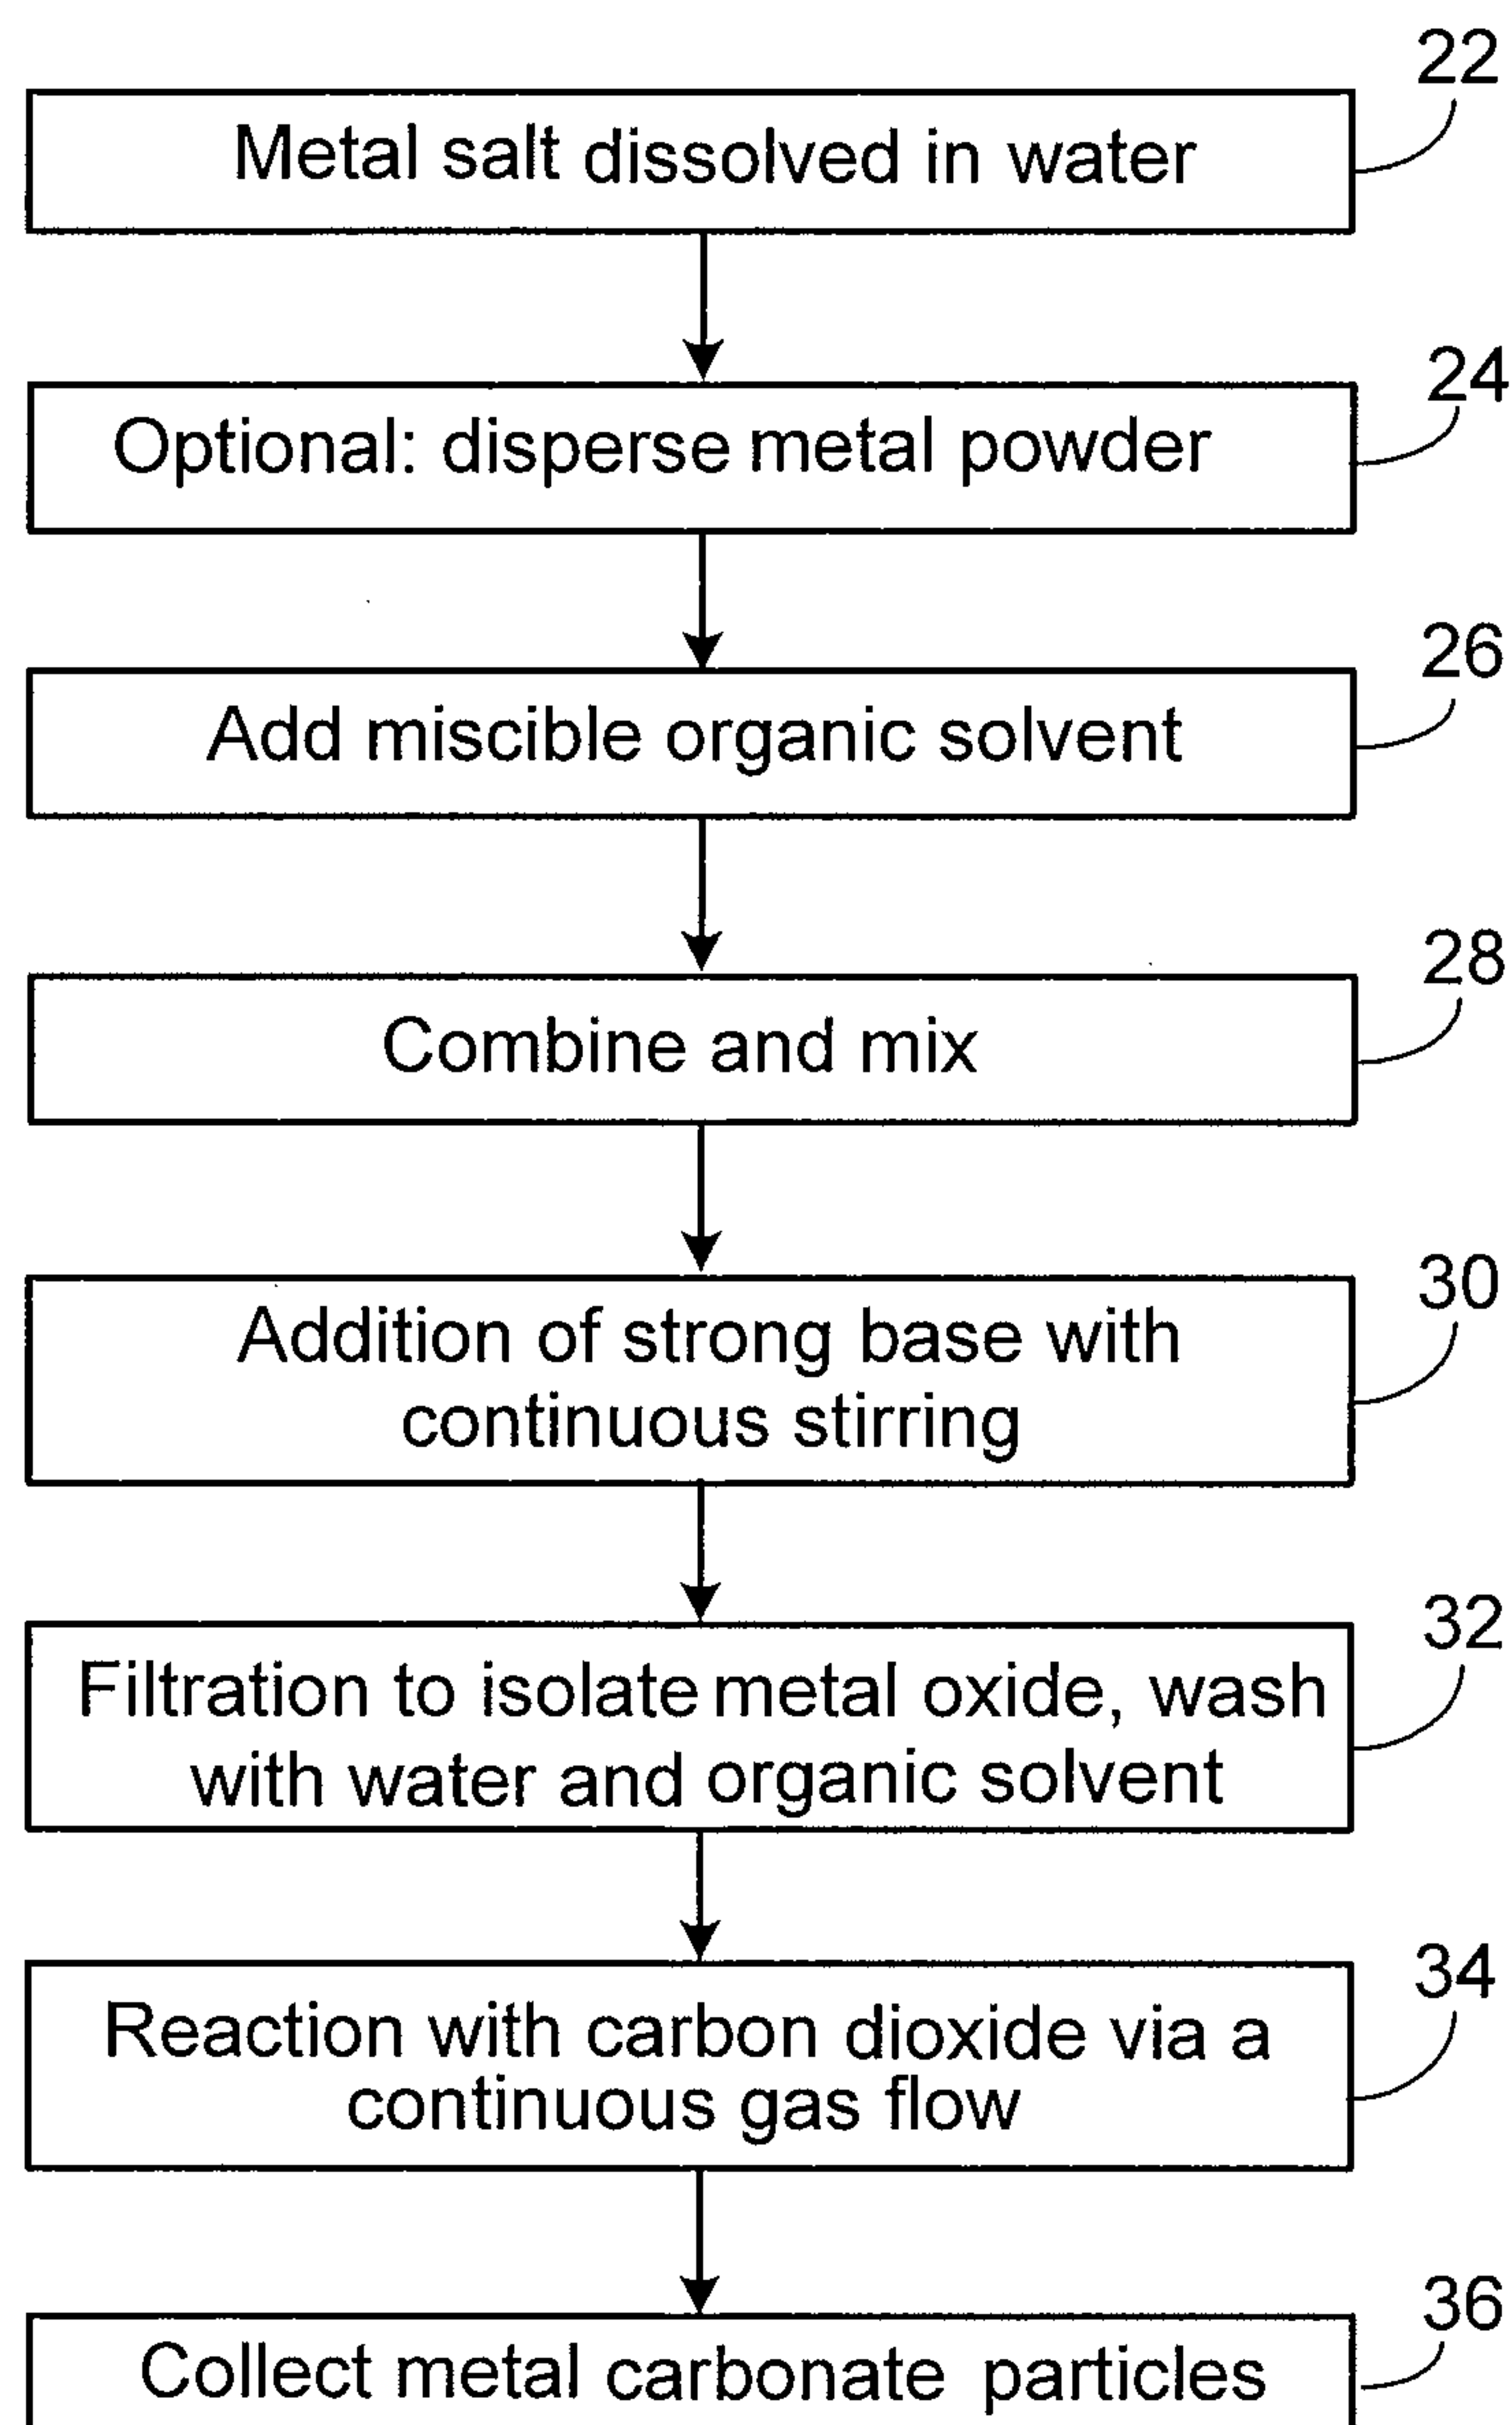 22
Metal salt dissolved in water
24
Optional: disperse metal powder
26
Add miscible organic solvent
28
Combine and mix
30
Addition of strong base with
continuous stirring
32
Filtration to isolate metal oxide, wash
with water and organic solvent
34
Reaction with carbon dioxide via a
continuous gas flow
36
Collect metal carbonate particles